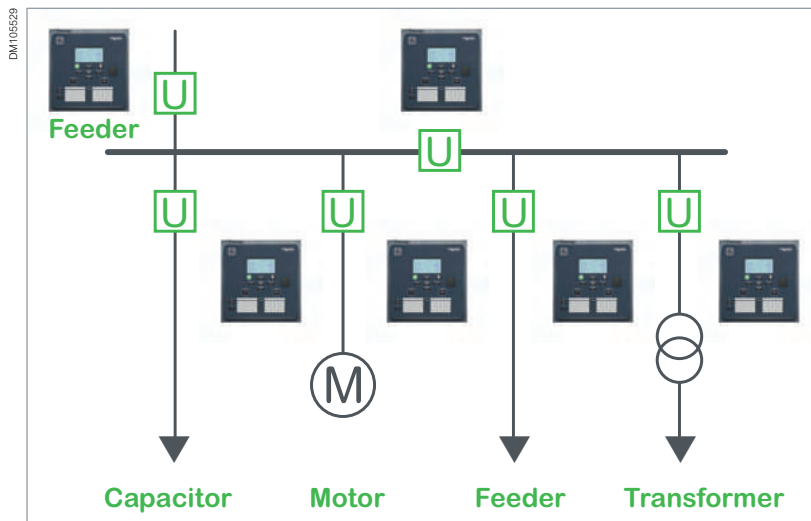 DM105529
Feeder
U
U
U
U
U
U
M
Capacitor
Motor
Feeder
Transformer